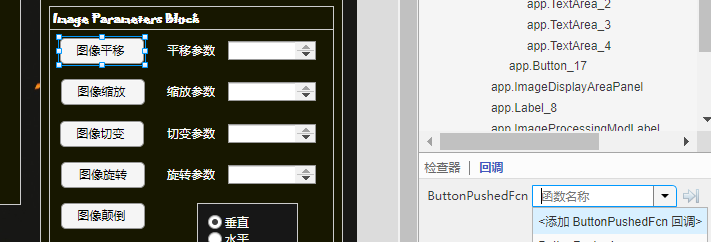 Image Parameters Block
图像平移 平移参数
图像缩放 缩放参数
图像切变 切变参数
图像旋转 旋转参数
图像颠倒
垂直
水平
app.TextArea_2
app.TextArea_3
app.TextArea_4
app.Button_17
app.ImageDisplayAreaPanel
app.Label_8
app.ImageProcessingModLabel
检查器 回调
ButtonPushedFcn 函数名称
<添加 ButtonPushedFcn 回调>